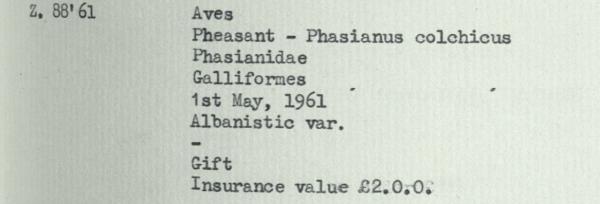 Z. 88'61 Aves
Pheasant - Phasianus colchicus
Phasianidae
Galliformes
1st May, 1961
Albanistic var.
-
Gift
Insurance value £2.0.0.